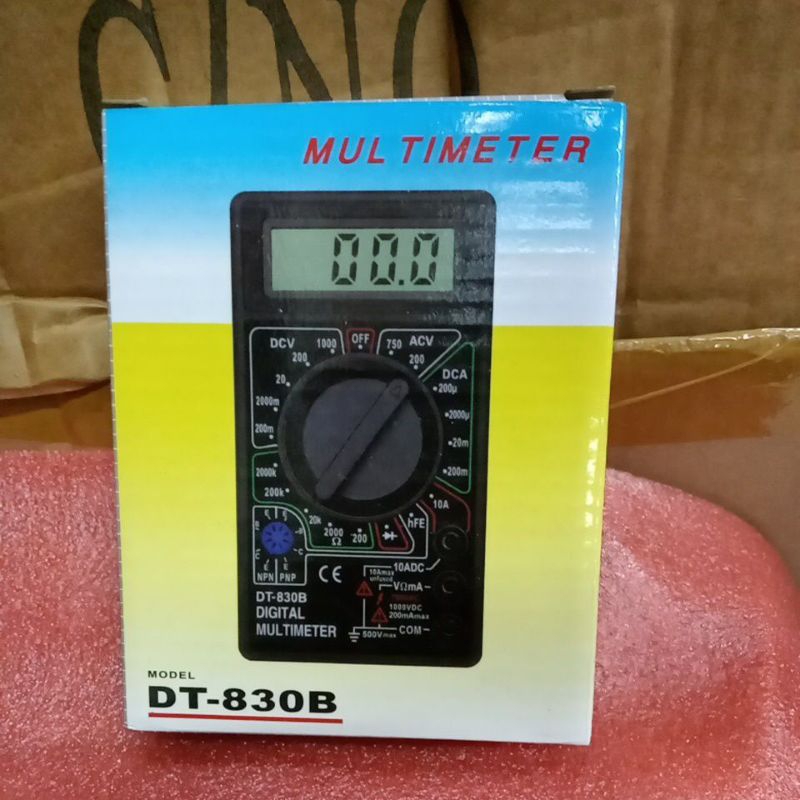 CINO
MULTIMETER
00.0
DCV 1000 OFF 750 ACV
200 200
20 DCA
200µ
2000m 2000µ
200m 20m
2000k 200m
200k 10A
20k 2000 Ω 200 hFE
E E
B B
C C
E E
NPN PNP
CE
10Amax
unfused
10ADC
VΩmA
1000VDC
200mAmax
500Vmax
COM
DT-830B
DIGITAL
MULTIMETER
MODEL
DT-830B